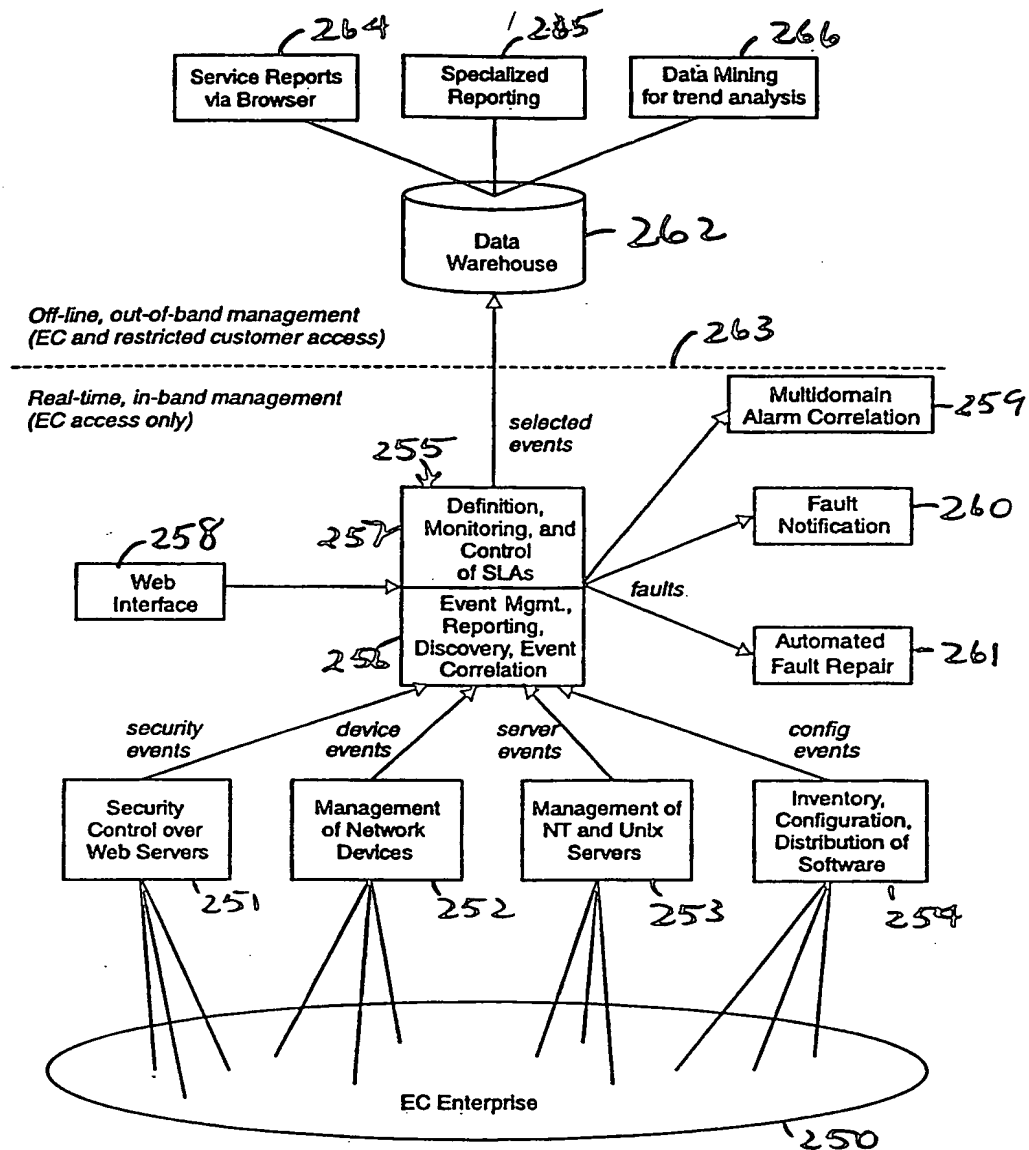 264
265
266
Service Reports
via Browser
Specialized
Reporting
Data Mining
for trend analysis
Data
Warehouse
262
Off-line, out-of-band management
(EC and restricted customer access)
263
Real-time, in-band management
(EC access only)
Multidomain
Alarm Correlation
259
selected
events
255
Definition,
Monitoring, and
Control
of SLAs
257
Fault
Notification
260
258
Web
Interface
faults
Event Mgmt.,
Reporting,
Discovery, Event
Correlation
256
Automated
Fault Repair
261
security
events
device
events
server
events
config
events
Security
Control over
Web Servers
Management
of Network
Devices
Management of
NT and Unix
Servers
Inventory,
Configuration,
Distribution of
Software
251
252
253
254
EC Enterprise
250